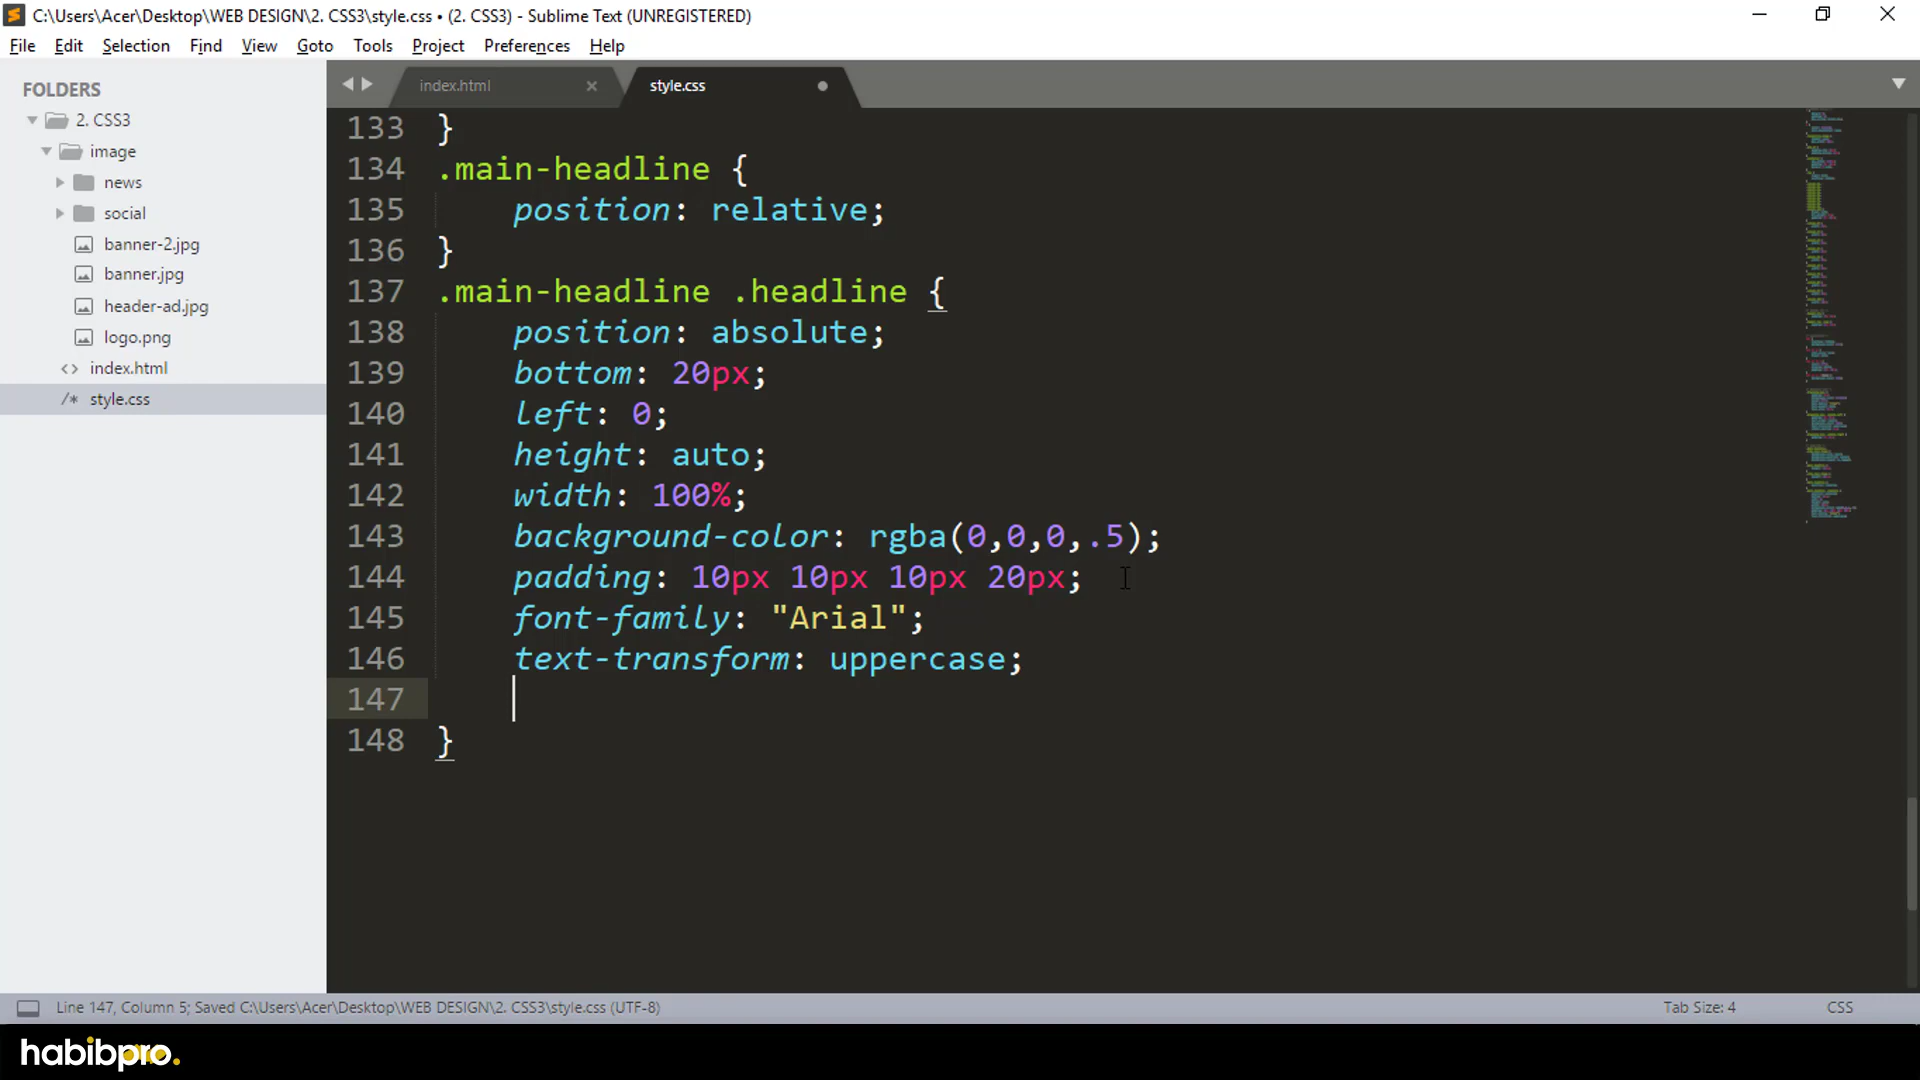 C:\Users\Acer\Desktop\WEB DESIGN\2. CSS3\style.css • (2. CSS3) - Sublime Text (UNREGISTERED)
File Edit Selection Find View Goto Tools Project Preferences Help
FOLDERS
2. CSS3
image
news
social
banner-2.jpg
banner.jpg
header-ad.jpg
logo.png
<> index.html
/* style.css
index.html × style.css
133 }
134 .main-headline {
135 position: relative;
136 }
137 .main-headline .headline {
138 position: absolute;
139 bottom: 20px;
140 left: 0;
141 height: auto;
142 width: 100%;
143 background-color: rgba(0,0,0,.5);
144 padding: 10px 10px 10px 20px;
145 font-family: "Arial";
146 text-transform: uppercase;
147
148 }
Line 147, Column 5; Saved C:\Users\Acer\Desktop\WEB DESIGN\2. CSS3\style.css (UTF-8) Tab Size: 4 CSS
habibpro.